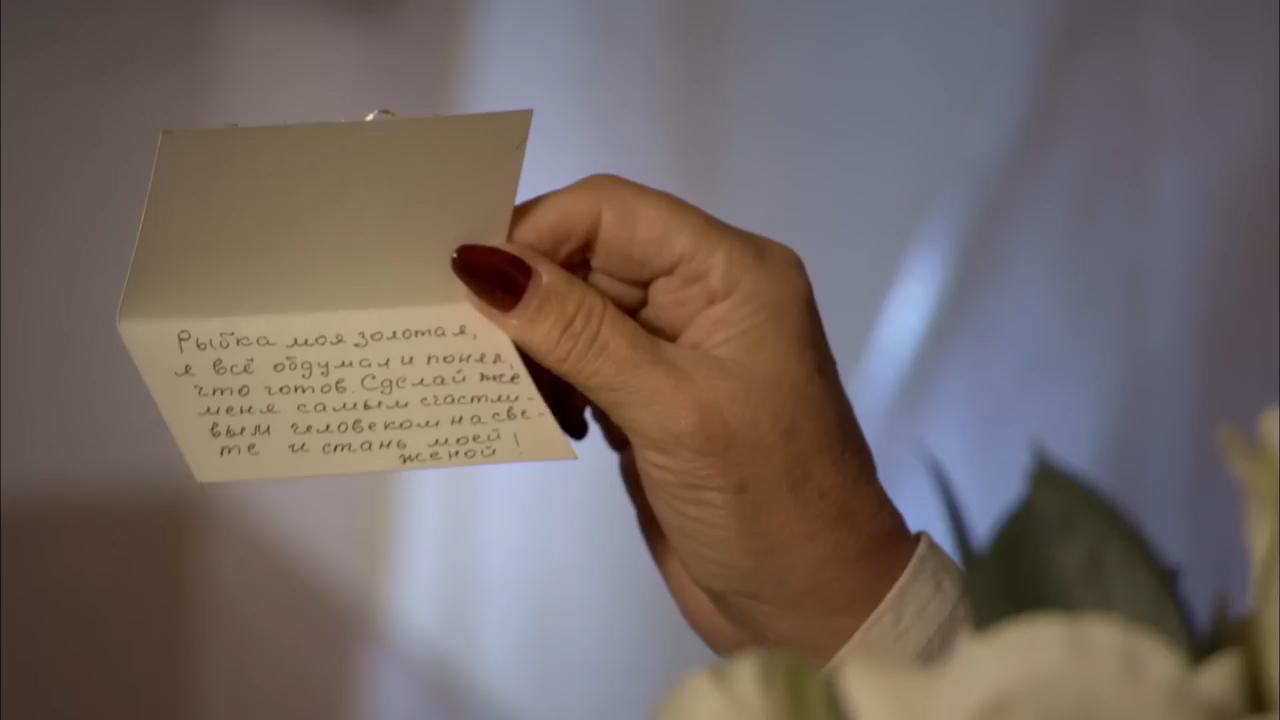 Рыбка моя золотая,
я всё обдумал и понял,
что готов. Сделай же
меня самым счастли-
вым человеком на све-
те и стань моей
женой!